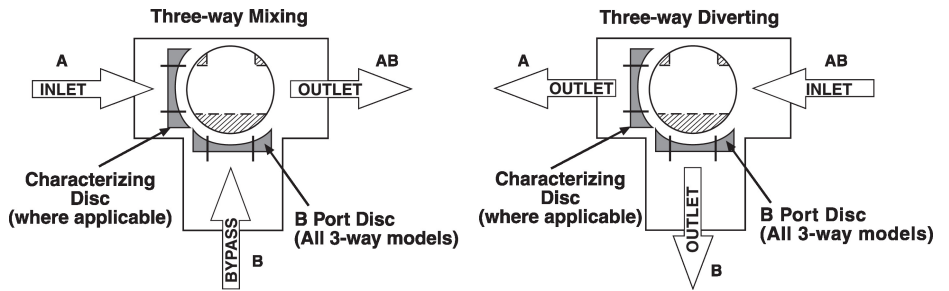 Three-way Mixing
A
INLET
AB
OUTLET
Characterizing
Disc
(where applicable)
B Port Disc
(All 3-way models)
BYPASS
B
Three-way Diverting
A
OUTLET
AB
INLET
Characterizing
Disc
(where applicable)
B Port Disc
(All 3-way models)
OUTLET
B